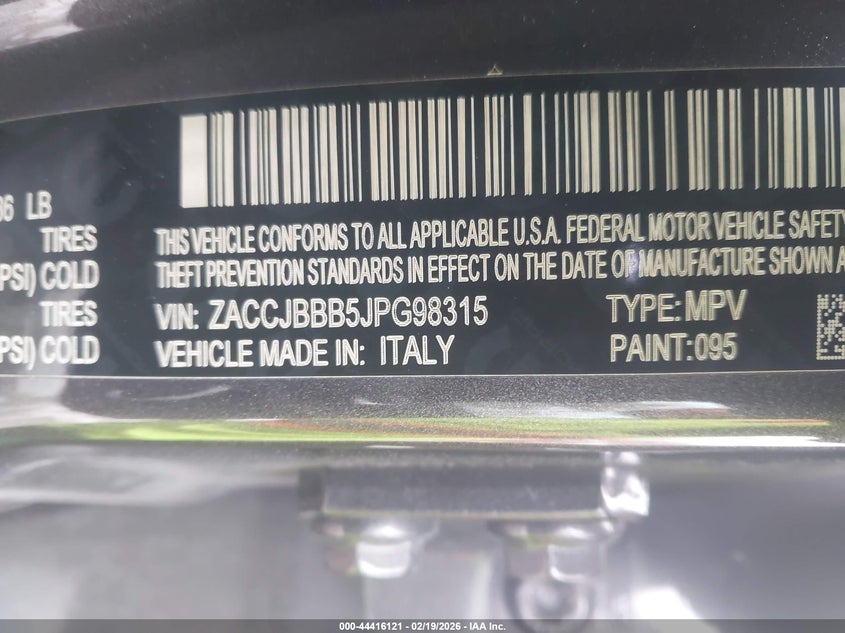 36 LB
TIRES
PSI) COLD
TIRES
PSI) COLD
THIS VEHICLE CONFORMS TO ALL APPLICABLE U.S.A. FEDERAL MOTOR VEHICLE SAFETY
THEFT PREVENTION STANDARDS IN EFFECT ON THE DATE OF MANUFACTURE SHOWN A
VIN: ZACCJBBB5JPG98315 TYPE: MPV
VEHICLE MADE IN: ITALY PAINT: 095
000-44416121 - 02/19/2026 - IAA Inc.